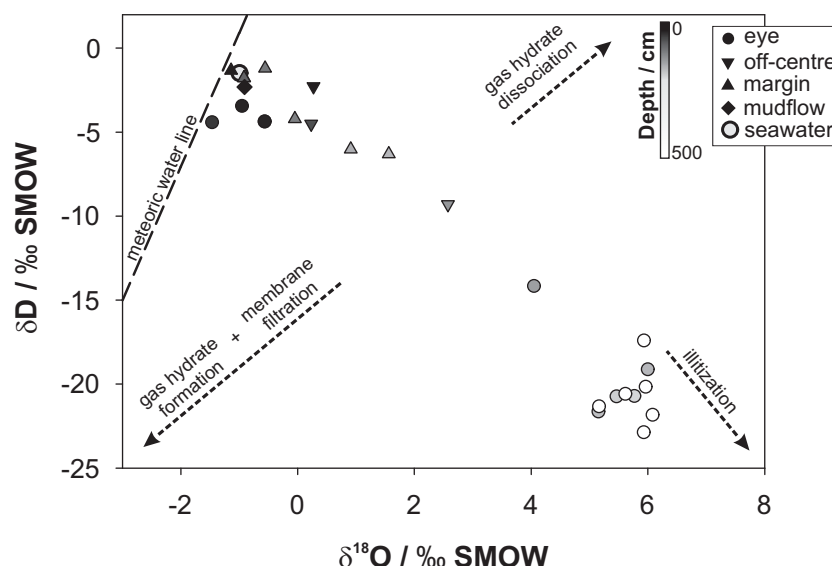 0
-5
-10
-15
-20
-25
δD / ‰ SMOW
-2
0
2
4
6
8
δ18O / ‰ SMOW
meteoric water line
gas hydrate
dissociation
gas hydrate + membrane
formation filtration
illitization
Depth / cm
0
500
eye
off-centre
margin
mudflow
seawater